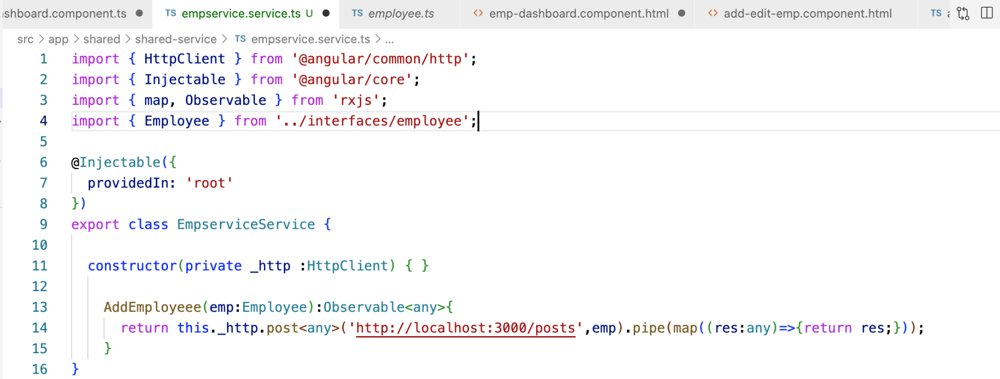 shboard.component.ts ● TS empservice.service.ts U ● TS employee.ts <> emp-dashboard.component.html ● <> add-edit-emp.component.html TS
src > app > shared > shared-service > TS empservice.service.ts > ...
1 import { HttpClient } from '@angular/common/http';
2 import { Injectable } from '@angular/core';
3 import { map, Observable } from 'rxjs';
4 import { Employee } from '../interfaces/employee';
5
6 @Injectable({
7 providedIn: 'root'
8 })
9 export class EmpserviceService {
10
11 constructor(private _http :HttpClient) { }
12
13 AddEmployeee(emp:Employee):Observable<any>{
14 return this._http.post<any>('http://localhost:3000/posts',emp).pipe(map((res:any)=>{return res;}));
15 }
16 }